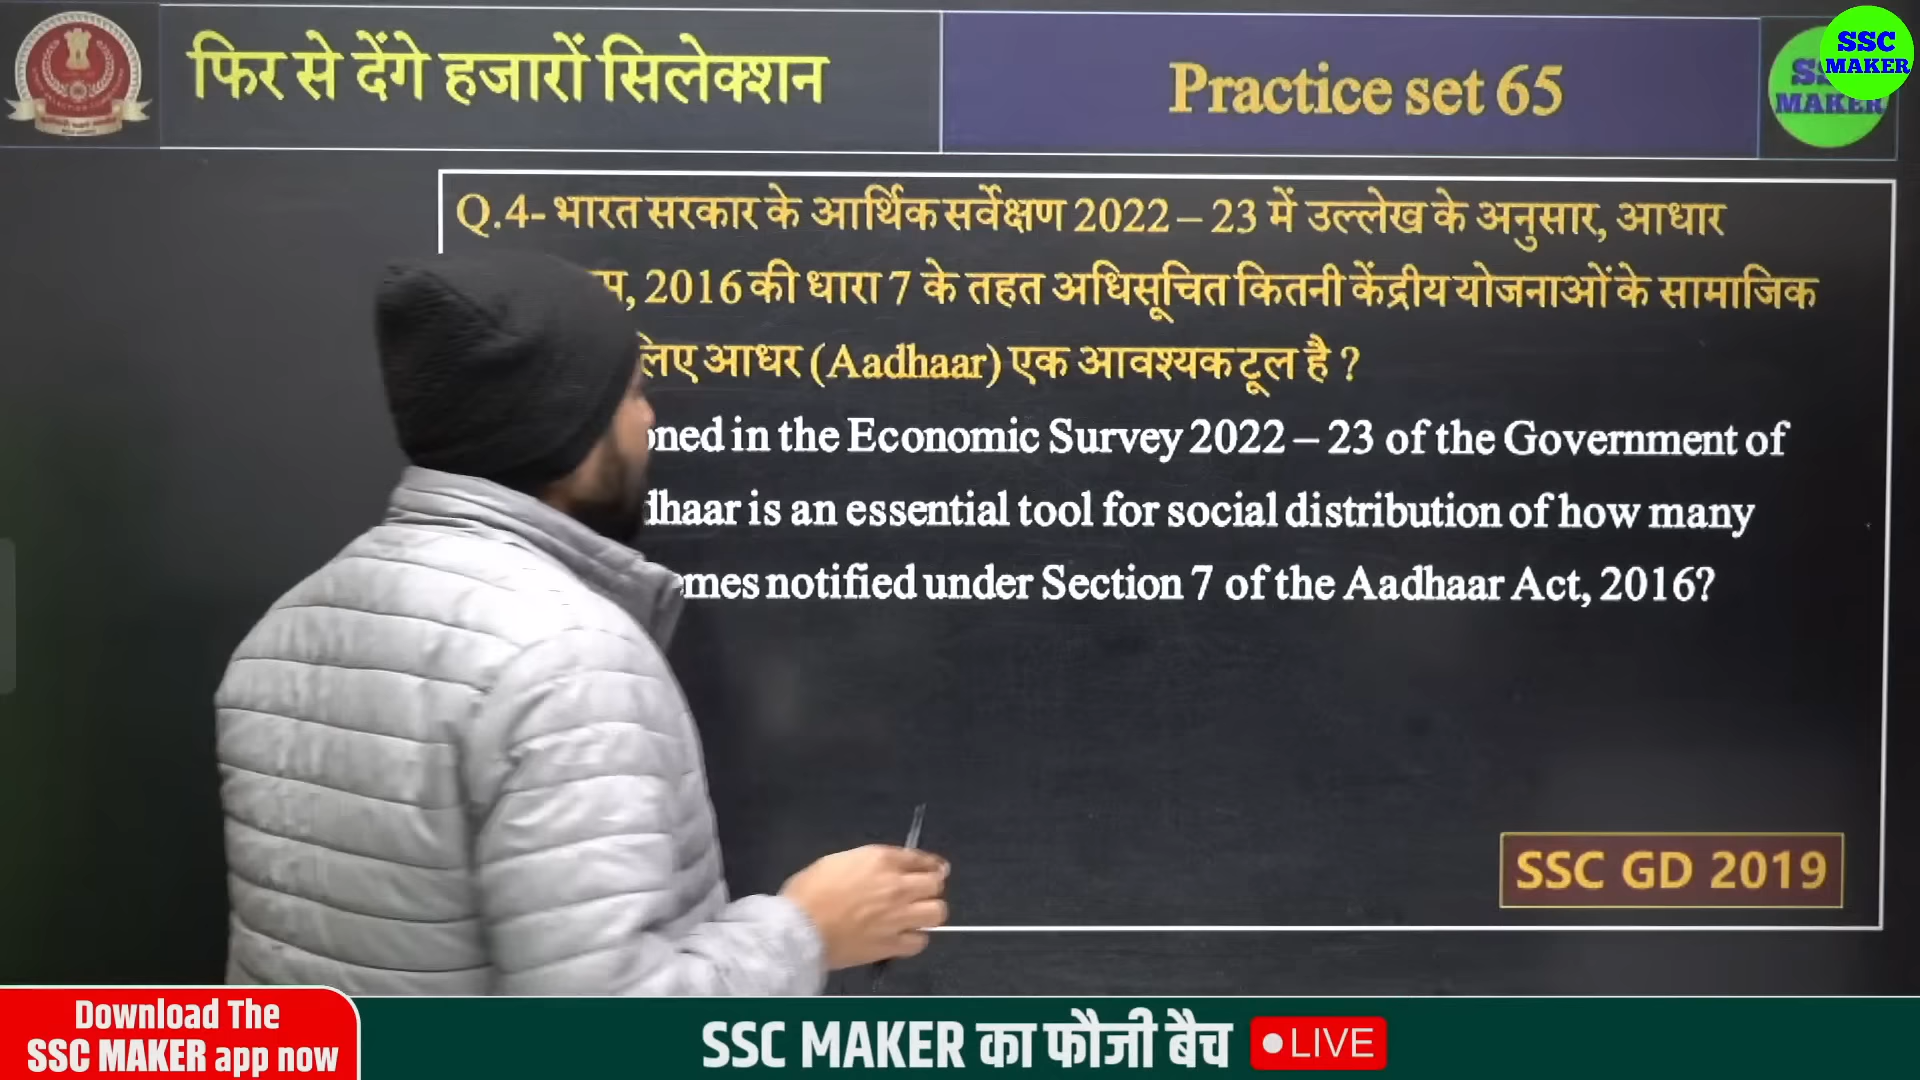 फिर से देंगे हजारों सिलेक्शन
Practice set 65
SSC
MAKER
MAKER
Q.4- भारत सरकार के आर्थिक सर्वेक्षण 2022 – 23 में उल्लेख के अनुसार, आधार
2016 की धारा 7 के तहत अधिसूचित कितनी केंद्रीय योजनाओं के सामाजिक
लिए आधर (Aadhaar) एक आवश्यक टूल है ?
in the Economic Survey 2022 – 23 of the Government of
is an essential tool for social distribution of how many
notified under Section 7 of the Aadhaar Act, 2016?
SSC GD 2019
Download The
SSC MAKER app now
SSC MAKER का फौजी बैच
LIVE